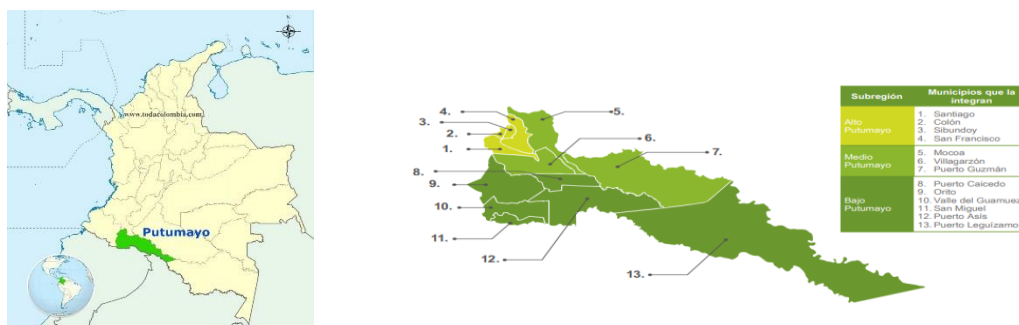 www.todacolombia.com
Putumayo
4.
5.
3.
2.
6.
1.
7.
8.
9.
10.
11.
12.
13.
Subregión
Municipios que la integran
Alto Putumayo
1. Santiago
2. Colón
3. Sibundoy
4. San Francisco
Medio Putumayo
5. Mocoa
6. Villagarzón
7. Puerto Guzmán
Bajo Putumayo
8. Puerto Caicedo
9. Orito
10. Valle del Guamuez
11. San Miguel
12. Puerto Asís
13. Puerto Leguízamo